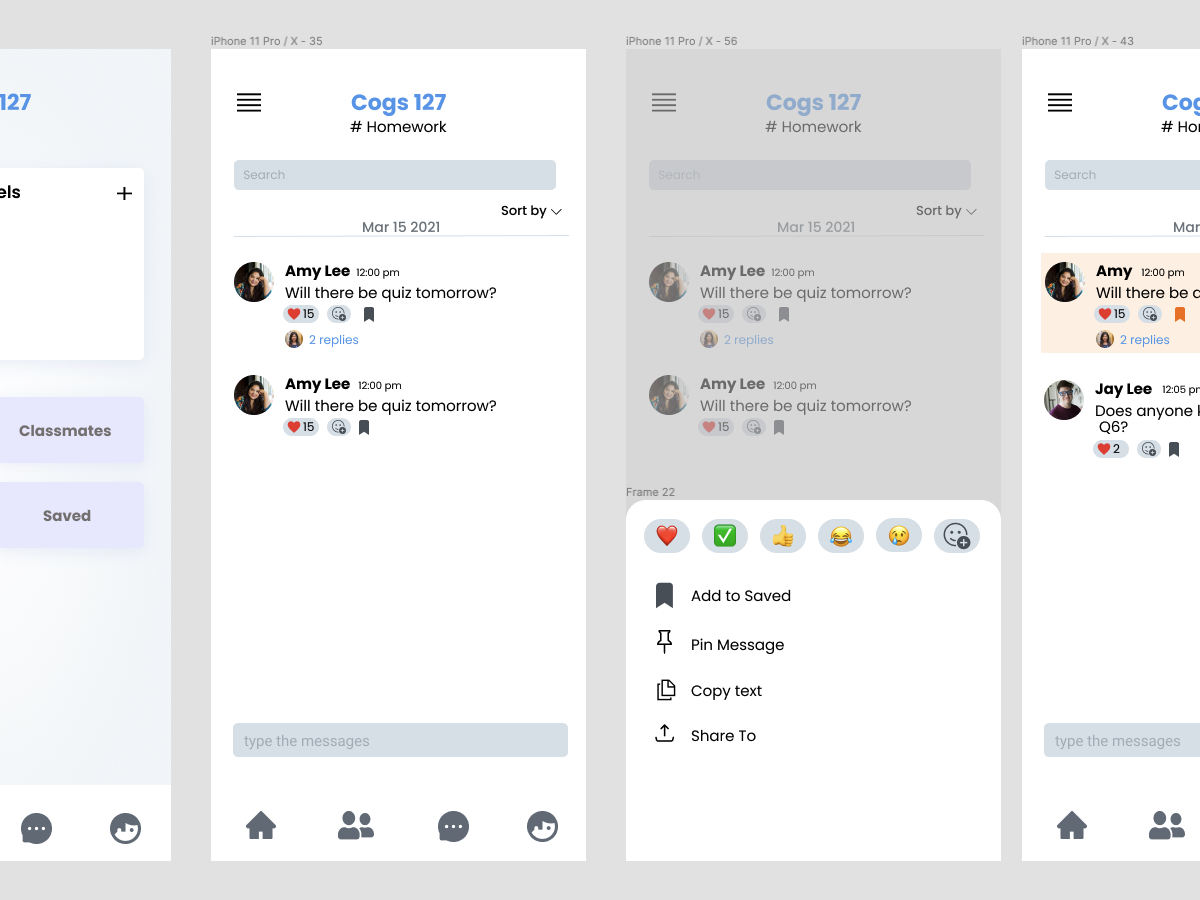 127
els
+
Classmates
Saved
iPhone 11 Pro / X - 35
Cogs 127
# Homework
Search
Sort by
Mar 15 2021
Amy Lee 12:00 pm
Will there be quiz tomorrow?
15
2 replies
Amy Lee 12:00 pm
Will there be quiz tomorrow?
15
type the messages
iPhone 11 Pro / X - 56
Cogs 127
# Homework
Search
Sort by
Mar 15 2021
Amy Lee 12:00 pm
Will there be quiz tomorrow?
15
2 replies
Amy Lee 12:00 pm
Will there be quiz tomorrow?
15
Frame 22
Add to Saved
Pin Message
Copy text
Share To
iPhone 11 Pro / X - 43
Cog
# Ho
Search
Mar
Amy 12:00 pm
Will there be q
15
2 replies
Jay Lee 12:05 pm
Does anyone k
Q6?
2
type the messages